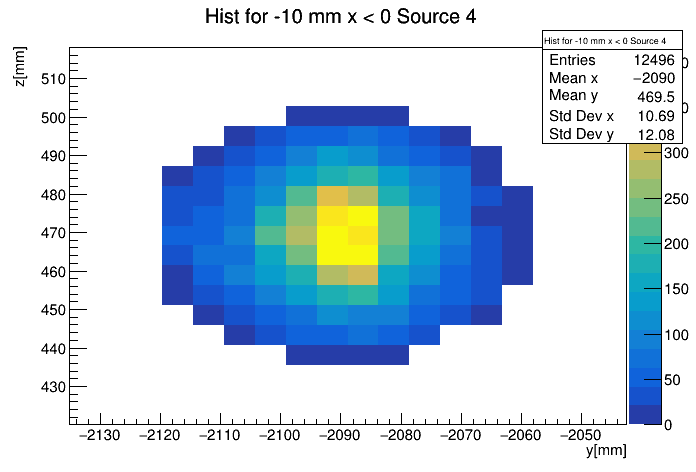 Hist for -10 mm x < 0 Source 4
Hist for -10 mm x < 0 Source 4
Entries 12496
Mean x −2090
Mean y 469.5
Std Dev x 10.69
Std Dev y 12.08
z[mm]
510
500
490
480
470
460
450
440
430
0
0
300
250
200
150
100
50
0
−2130 −2120 −2110 −2100 −2090 −2080 −2070 −2060 −2050
y[mm]